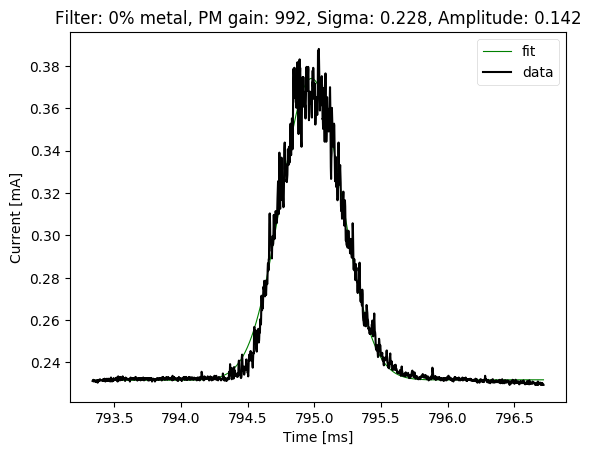 Filter: 0% metal, PM gain: 992, Sigma: 0.228, Amplitude: 0.142
fit
data
0.38
0.36
0.34
0.32
0.30
0.28
0.26
0.24
Current [mA]
793.5 794.0 794.5 795.0 795.5 796.0 796.5
Time [ms]